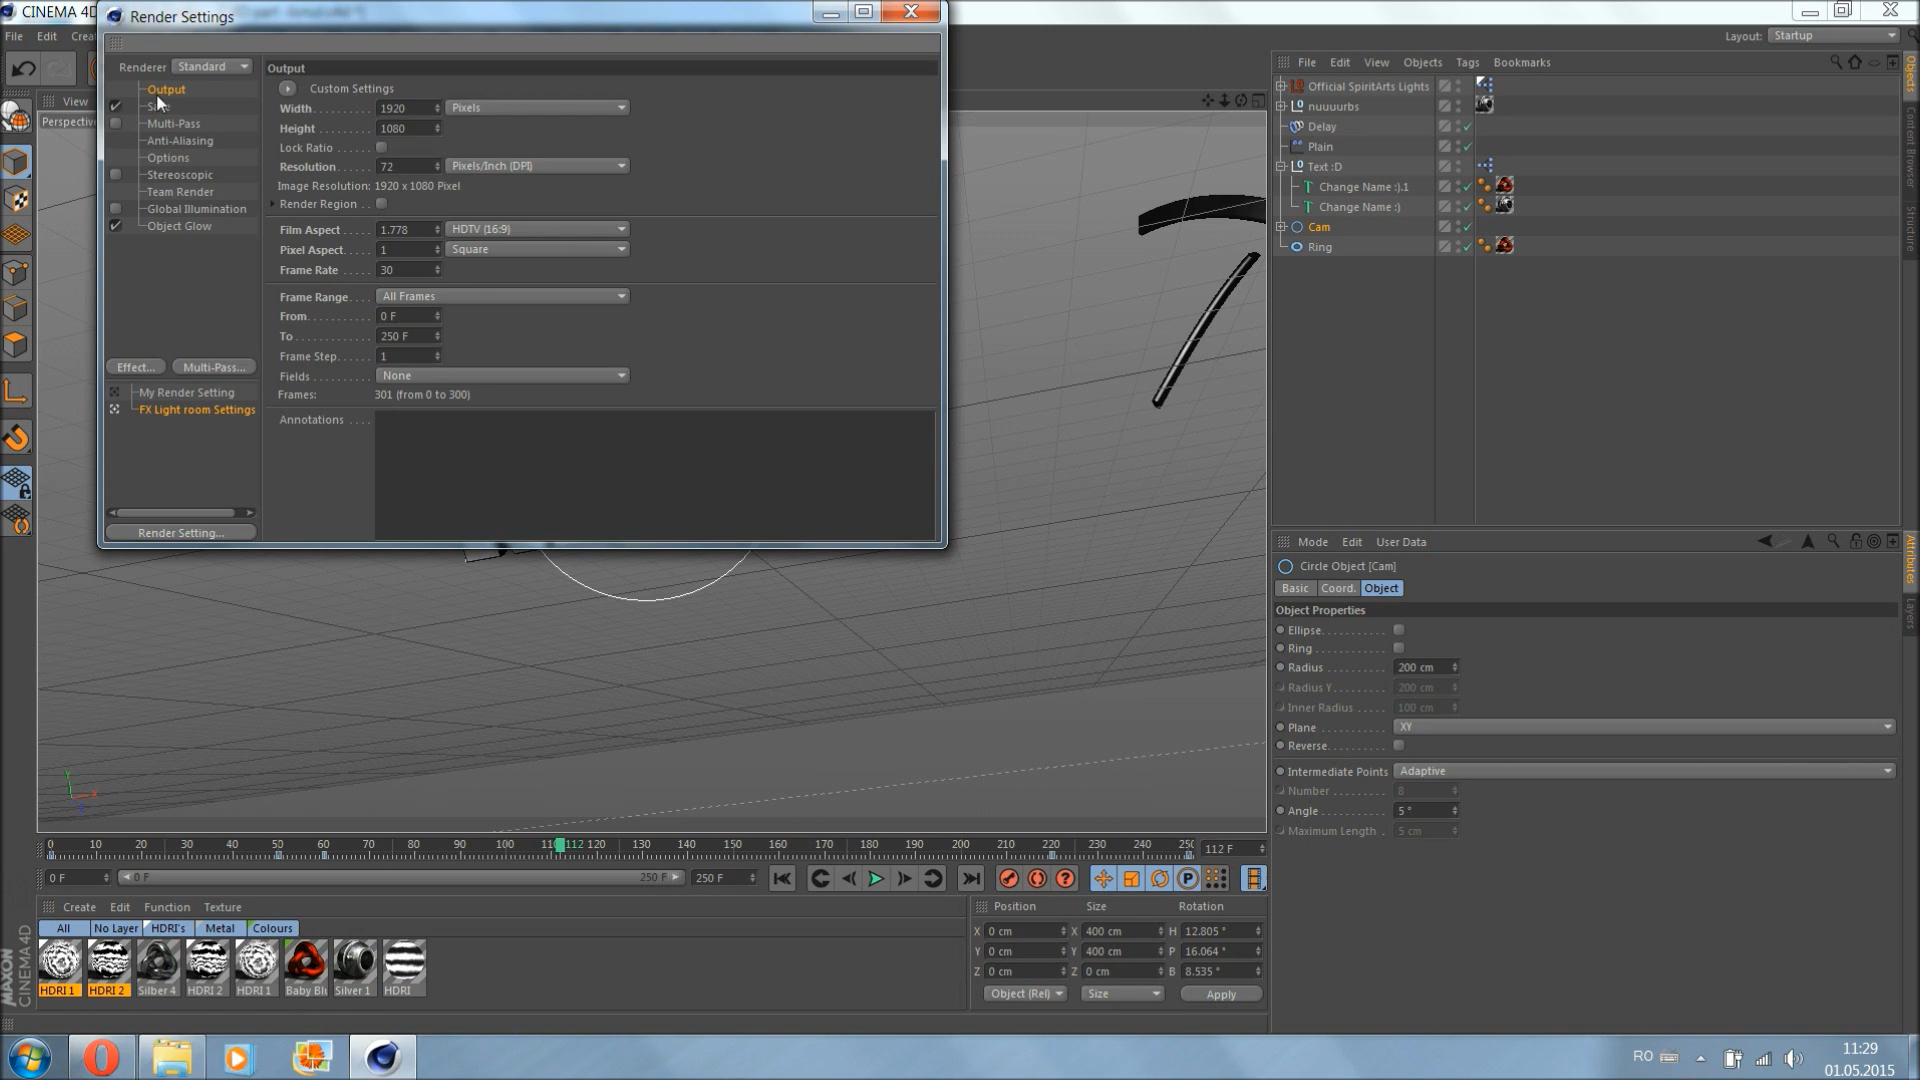 CINEMA 4D
Render Settings
File Edit Crea
Layout: Startup
Renderer Standard
Output
Multi-Pass
Anti-Aliasing
Options
Stereoscopic
Team Render
Global Illumination
Object Glow
Effect... Multi-Pass...
My Render Setting
FX Light room Settings
Render Setting...
Output
Custom Settings
Width 1920 Pixels
Height 1080
Lock Ratio
Resolution 72 Pixels/Inch (DPI)
Image Resolution: 1920 x 1080 Pixel
Render Region
Film Aspect 1.778 HDTV (16:9)
Pixel Aspect 1 Square
Frame Rate 30
Frame Range All Frames
From 0 F
To 250 F
Frame Step 1
Fields None
Frames: 301 (from 0 to 300)
Annotations
View
Perspectiv
File Edit View Objects Tags Bookmarks
Official SpiritArts Lights
nuuuurbs
Delay
Plain
Text :D
Change Name :).1
Change Name :)
Cam
Ring
Objects
Content Browser
Structure
Mode Edit User Data
Circle Object [Cam]
Basic Coord. Object
Object Properties
Ellipse
Ring
Radius 200 cm
Radius Y 200 cm
Inner Radius 100 cm
Plane XY
Reverse
Intermediate Points Adaptive
Number 8
Angle 5 °
Maximum Length 5 cm
Attributes
Layers
Y
0 10 20 30 40 50 60 70 80 90 100 110 112 120 130 140 150 160 170 180 190 200 210 220 230 240 250 112 F
0 F 0 F 250 F 250 F
Create Edit Function Texture
All No Layer HDRI's Metal Colours
HDRI 1 HDRI 2 Silber 4 HDRI 2 HDRI 1 Baby Blu Silver 1 HDRI
Position Size Rotation
X 0 cm X 400 cm H 12.805 °
Y 0 cm Y 400 cm P 16.064 °
Z 0 cm Z 0 cm B 8.535 °
Object (Rel) Size Apply
MAXON
CINEMA 4D
RO
11:29
01.05.2015